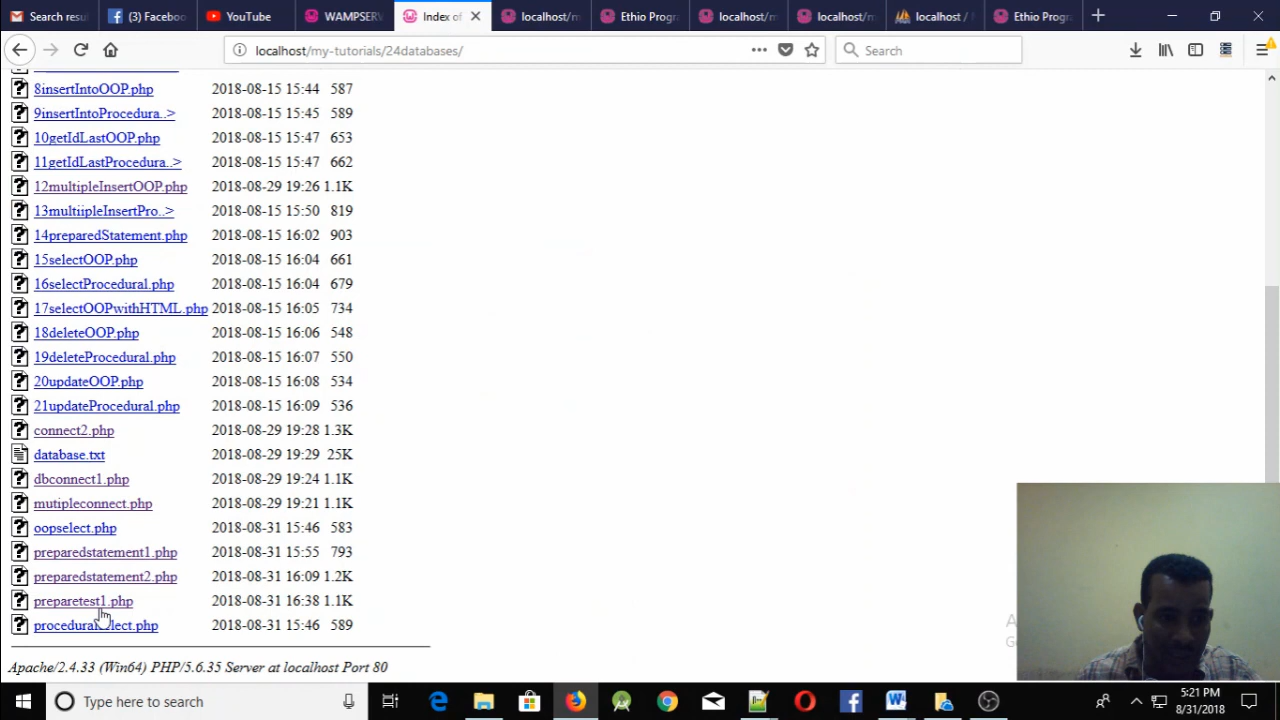 Search resu
(3) Faceboo
YouTube
WAMPSERV
Index of
localhost/m
Ethio Progra
localhost/m
localhost/m
localhost /
Ethio Progra
localhost/my-tutorials/24databases/
Search
8insertIntoOOP.php 2018-08-15 15:44 587
9insertIntoProcedura..> 2018-08-15 15:45 589
10getIdLastOOP.php 2018-08-15 15:47 653
11getIdLastProcedura..> 2018-08-15 15:47 662
12multipleInsertOOP.php 2018-08-29 19:26 1.1K
13multiipleInsertPro..> 2018-08-15 15:50 819
14preparedStatement.php 2018-08-15 16:02 903
15selectOOP.php 2018-08-15 16:04 661
16selectProcedural.php 2018-08-15 16:04 679
17selectOOPwithHTML.php 2018-08-15 16:05 734
18deleteOOP.php 2018-08-15 16:06 548
19deleteProcedural.php 2018-08-15 16:07 550
20updateOOP.php 2018-08-15 16:08 534
21updateProcedural.php 2018-08-15 16:09 536
connect2.php 2018-08-29 19:28 1.3K
database.txt 2018-08-29 19:29 25K
dbconnect1.php 2018-08-29 19:24 1.1K
mutipleconnect.php 2018-08-29 19:21 1.1K
oopselect.php 2018-08-31 15:46 583
preparedstatement1.php 2018-08-31 15:55 793
preparedstatement2.php 2018-08-31 16:09 1.2K
preparetest1.php 2018-08-31 16:38 1.1K
proceduralselect.php 2018-08-31 15:46 589
Apache/2.4.33 (Win64) PHP/5.6.35 Server at localhost Port 80
Type here to search
5:21 PM
8/31/2018